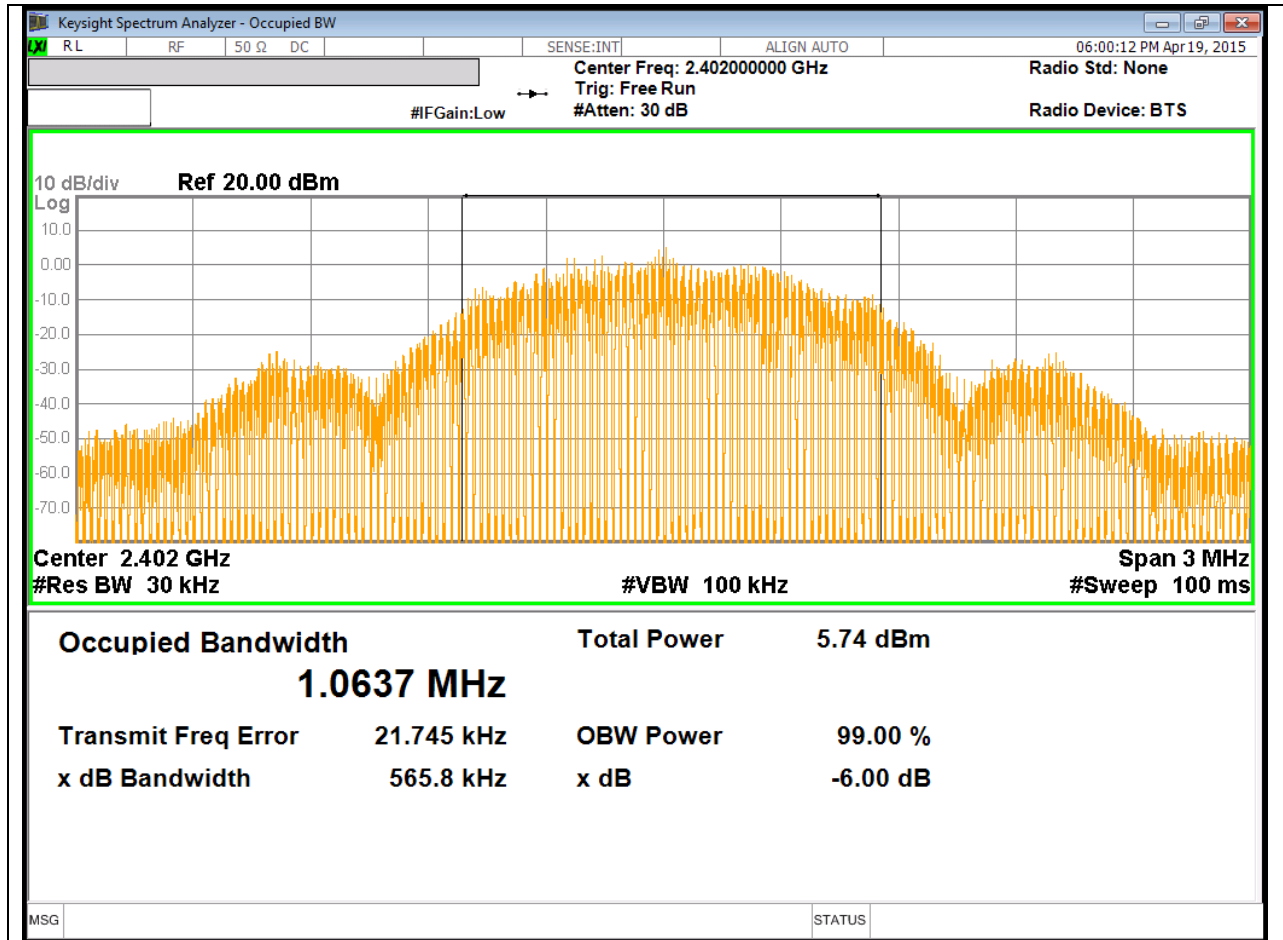 Keysight Spectrum Analyzer - Occupied BW
LXI RL RF 50 Ω DC SENSE:INT ALIGN AUTO 06:00:12 PM Apr 19, 2015
Center Freq: 2.402000000 GHz Radio Std: None
Trig: Free Run
#IFGain:Low #Atten: 30 dB Radio Device: BTS
10 dB/div Ref 20.00 dBm
Log
10.0
0.00
-10.0
-20.0
-30.0
-40.0
-50.0
-60.0
-70.0
Center 2.402 GHz Span 3 MHz
#Res BW 30 kHz #VBW 100 kHz #Sweep 100 ms
Occupied Bandwidth Total Power 5.74 dBm
1.0637 MHz
Transmit Freq Error 21.745 kHz OBW Power 99.00 %
x dB Bandwidth 565.8 kHz x dB -6.00 dB
MSG STATUS